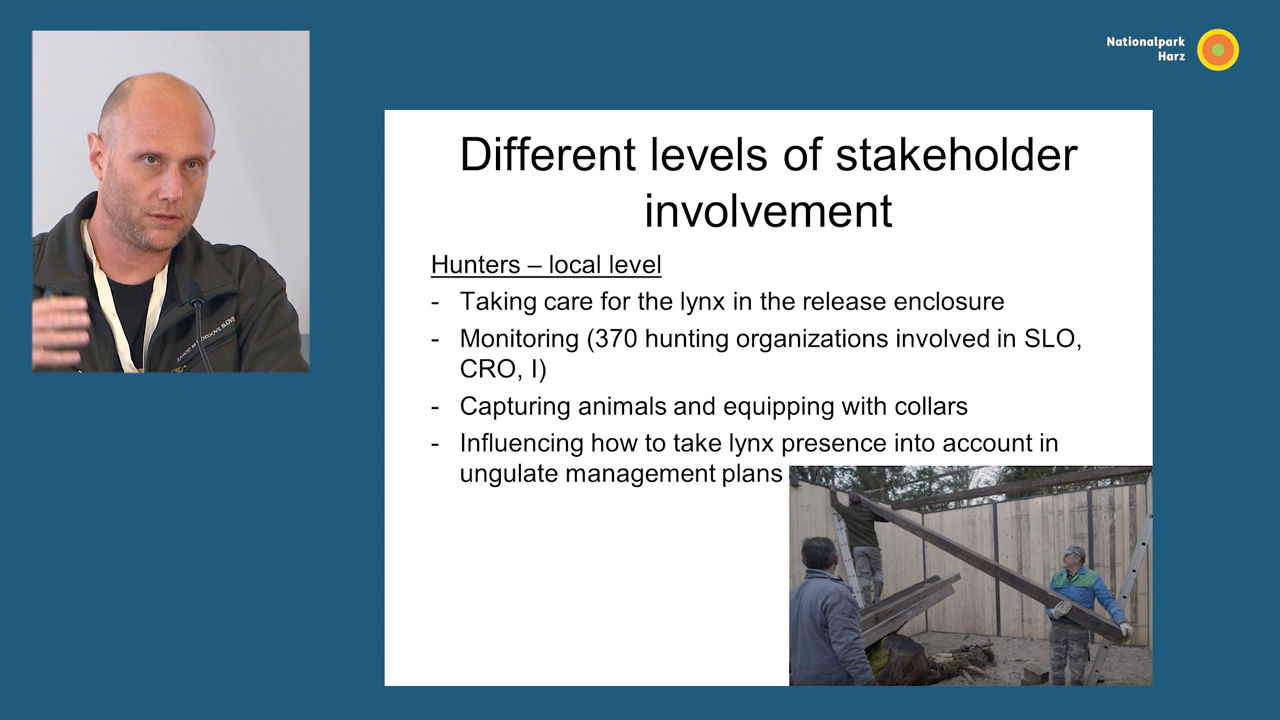 Nationalpark
Harz
Different levels of stakeholder
involvement
Hunters – local level
- Taking care for the lynx in the release enclosure
- Monitoring (370 hunting organizations involved in SLO,
CRO, I)
- Capturing animals and equipping with collars
- Influencing how to take lynx presence into account in
ungulate management plans